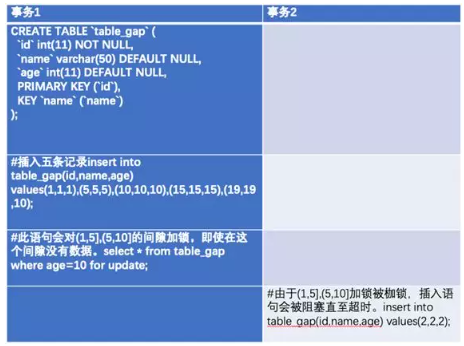 事务1
事务2
CREATE TABLE `table_gap` (
`id` int(11) NOT NULL,
`name` varchar(50) DEFAULT NULL,
`age` int(11) DEFAULT NULL,
PRIMARY KEY (`id`),
KEY `name` (`name`)
);
#插入五条记录insert into
table_gap(id,name,age)
values(1,1,1),(5,5,5),(10,10,10),(15,15,15),(19,19
,10);
#此语句会对(1,5],(5,10]的间隙加锁。即使在这
个间隙没有数据。select * from table_gap
where age=10 for update;
#由于(1,5],(5,10]加锁被枷锁，插入语
句会被阻塞直至超时。insert into
table_gap(id,name,age) values(2,2,2);